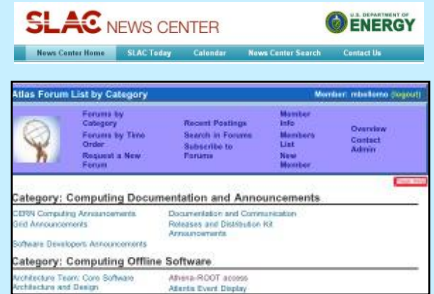 SLAC NEWS CENTER
U.S. DEPARTMENT OF
ENERGY
News Center Home SLAC Today Calendar News Center Search Contact Us
Atlas Forum List by Category Member: mbellomo (logout)
Forums by Category
Forums by Time Order
Request a New Forum
Recent Postings
Search in Forums
Subscribe to Forums
Member Info
Members List
New Member
Overview
Contact Admin
Category: Computing Documentation and Announcements
CERN Computing Announcements Documentation and Communication
Grid Announcements Releases and Distribution Kit Announcements
Software Developers Announcements
Category: Computing Offline Software
Architecture Team: Core Software Athena-ROOT access
Architecture and Design Atlantis Event Display